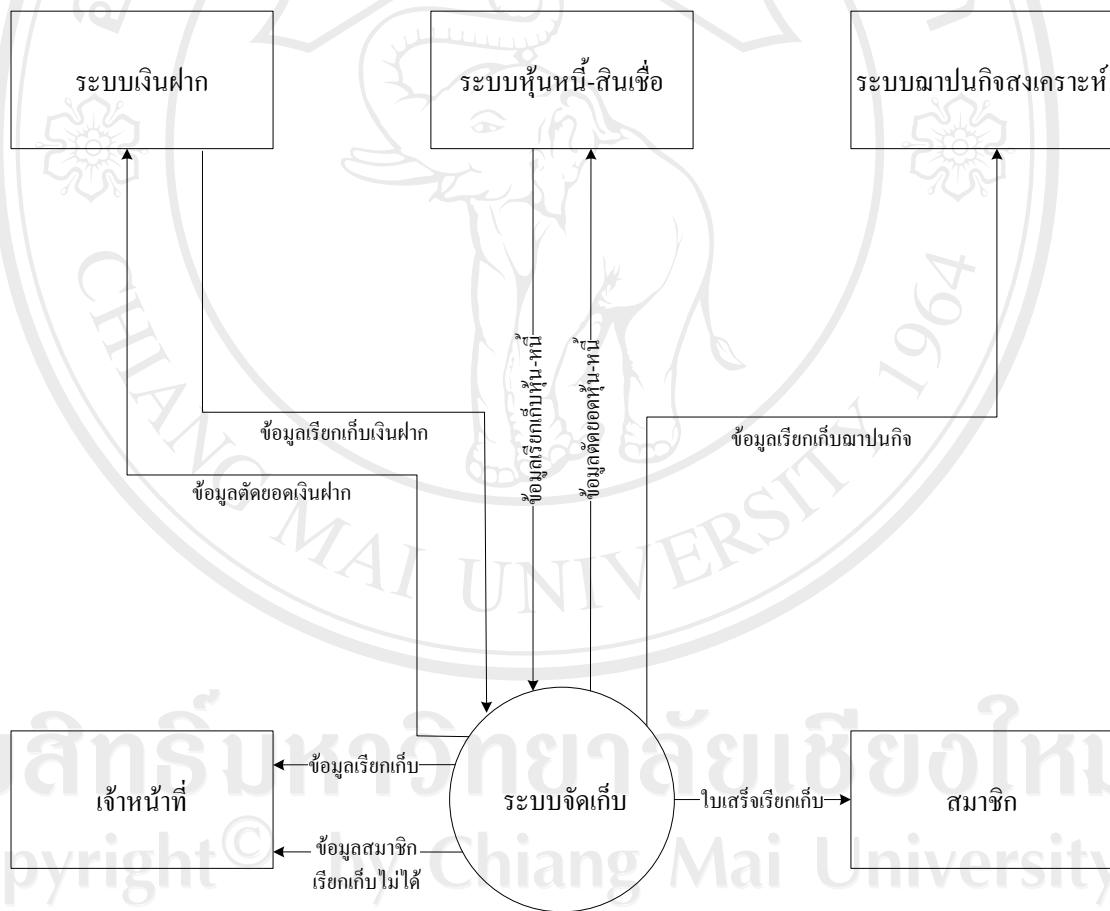 ระบบเงินฝาก
ระบบหุ้นหนี้-สินเชื่อ
ระบบฌาปนกิจสงเคราะห์
ข้อมูลเรียกเก็บหุ้น-หนี้
ข้อมูลตัดยอดหุ้น-หนี้
ข้อมูลเรียกเก็บเงินฝาก
ข้อมูลเรียกเก็บฌาปนกิจ
ข้อมูลตัดยอดเงินฝาก
CHIANG MAI UNIVERSITY 1964
สิทธิ์มหาวิทยาลัยเชียงใหม
เจ้าหน้าที่
ข้อมูลเรียกเก็บ
ข้อมูลสมาชิก
เรียกเก็บไม่ได้
ระบบจัดเก็บ
ใบเสร็จเรียกเก็บ
สมาชิก
pyright © by Chiang Mai University